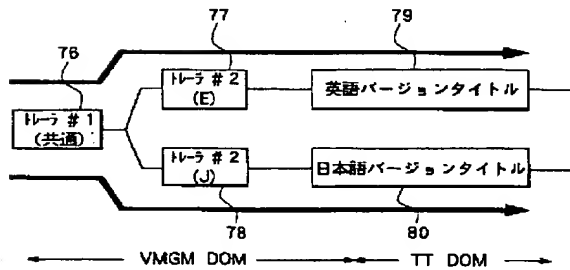 76
77
79
トレーラ # 1
(共通)
トレーラ # 2
(E)
英語バージョンタイトル
トレーラ # 2
(J)
日本語バージョンタイトル
78
80
VMGM DOM
TT DOM